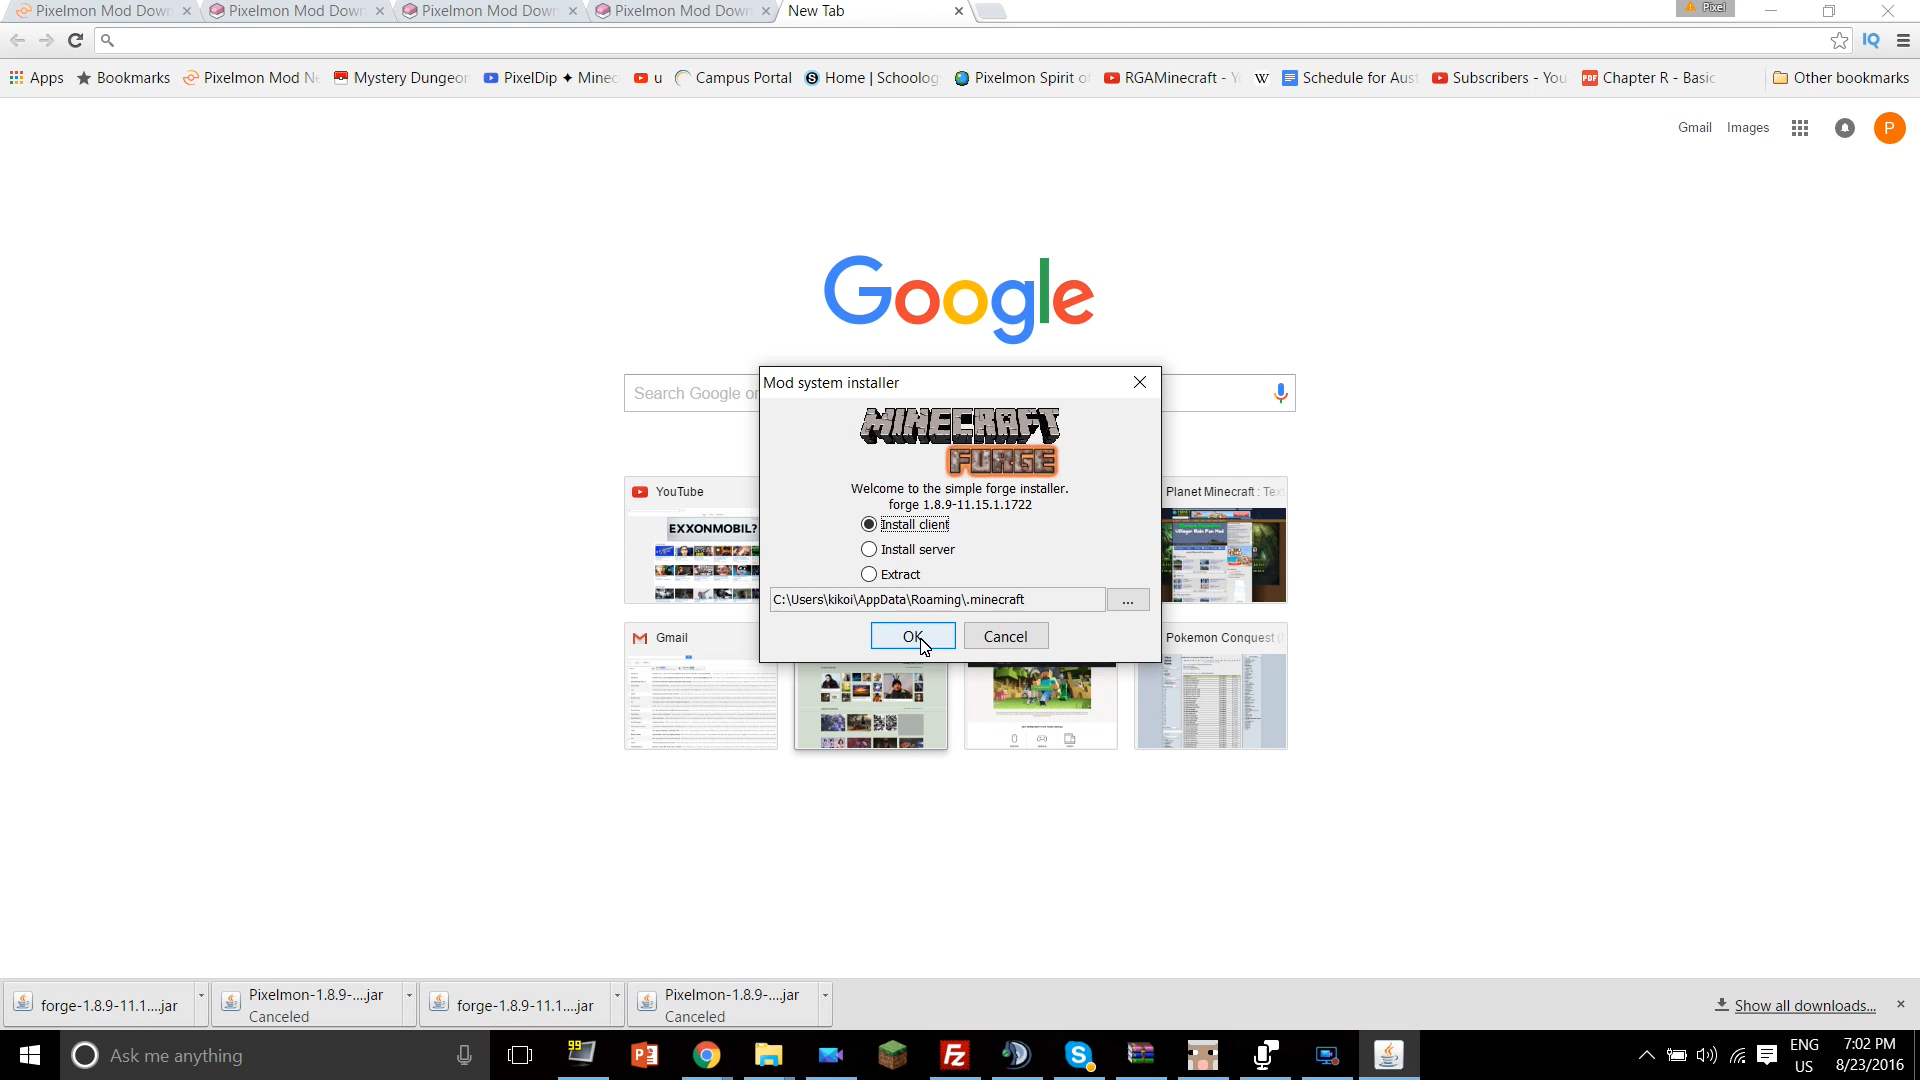 Pixelmon Mod Down
Pixelmon Mod Down
Pixelmon Mod Down
Pixelmon Mod Down
New Tab
Pixel
IQ
Apps
Bookmarks
Pixelmon Mod Ne
Mystery Dungeon
PixelDip ✦ Minec
u
Campus Portal
Home | Schoolog
Pixelmon Spirit o
RGAMinecraft - Y
W
Schedule for Aust
Subscribers - You
PDF
Chapter R - Basic
Other bookmarks
Gmail
Images
P
Google
Search Google or
Mod system installer
MINECRAFT
FORGE
Welcome to the simple forge installer.
forge 1.8.9-11.15.1.1722
Install client
Install server
Extract
C:\Users\kikoi\AppData\Roaming\.minecraft
...
OK
Cancel
YouTube
EXXONMOBIL?
Planet Minecraft : Tex
Gmail
Pokemon Conquest (
forge-1.8.9-11.1....jar
Pixelmon-1.8.9-....jar
Canceled
forge-1.8.9-11.1....jar
Pixelmon-1.8.9-....jar
Canceled
Show all downloads...
Ask me anything
99
ENG
US
7:02 PM
8/23/2016